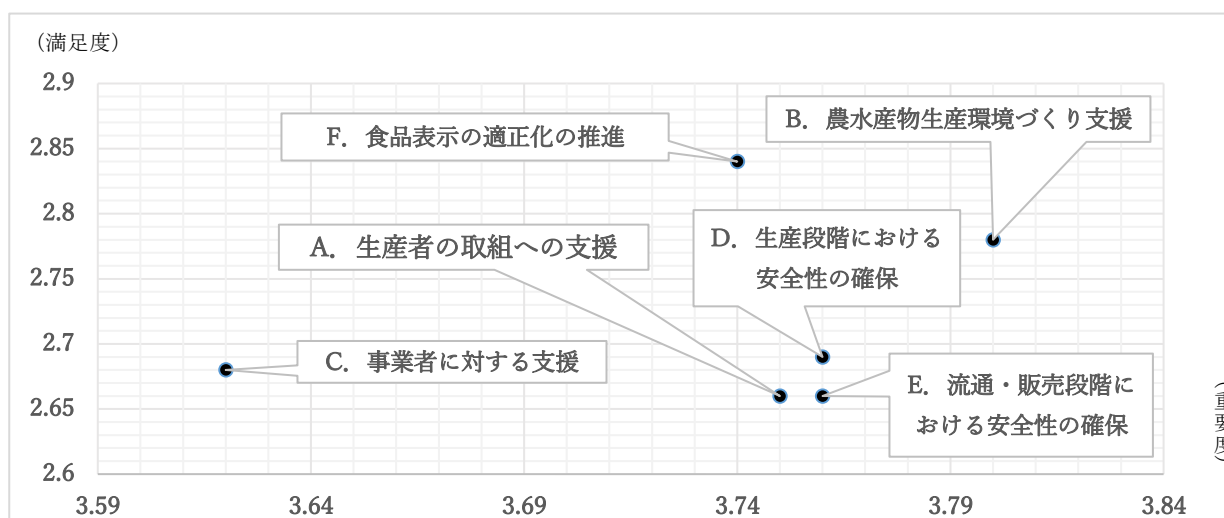 (満足度)
2.9
2.85
2.8
2.75
2.7
2.65
2.6
F．食品表示の適正化の推進
B．農水産物生産環境づくり支援
A．生産者の取組への支援
D．生産段階における
安全性の確保
C．事業者に対する支援
E．流通・販売段階に
おける安全性の確保
(重要度)
3.59
3.64
3.69
3.74
3.79
3.84